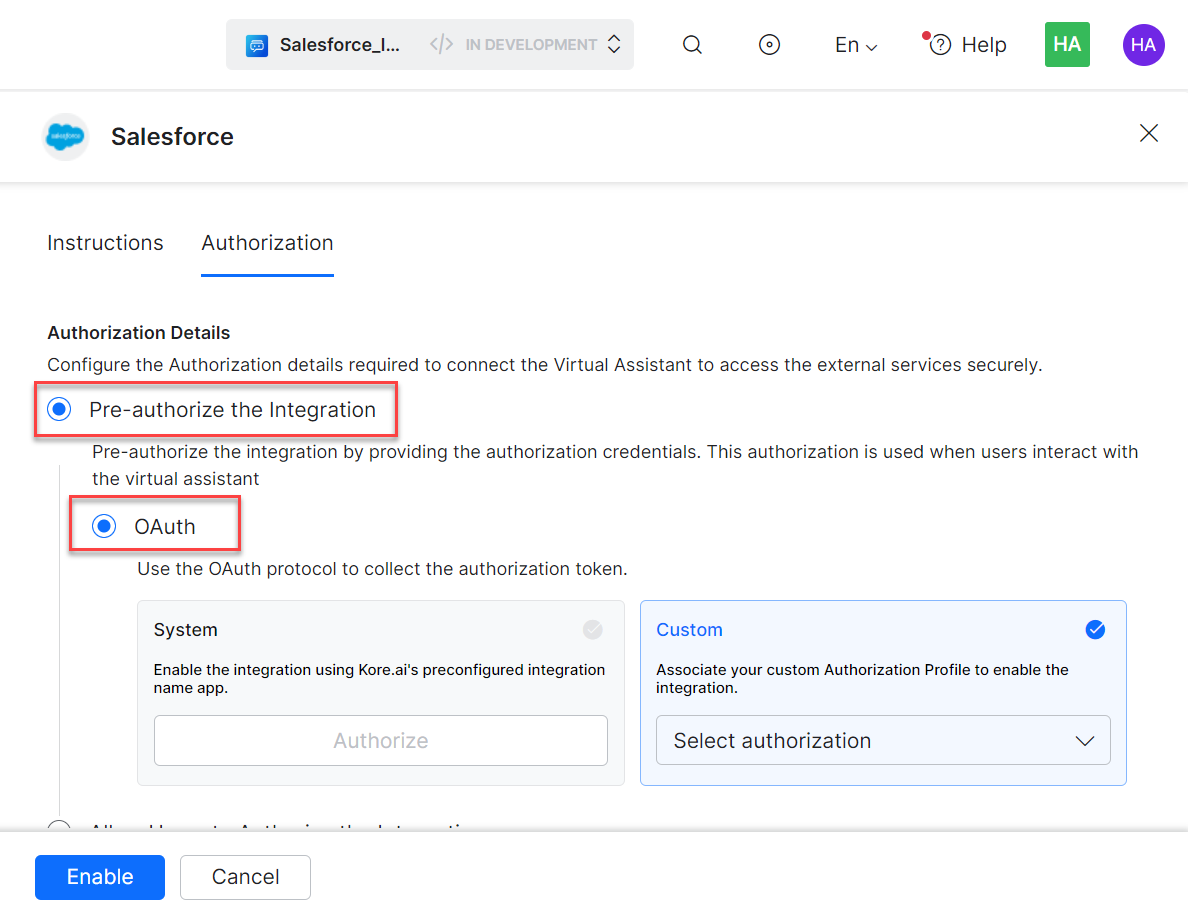 Salesforce_I... </> IN DEVELOPMENT En Help HA HA
salesforce
Salesforce
Instructions Authorization
Authorization Details
Configure the Authorization details required to connect the Virtual Assistant to access the external services securely.
Pre-authorize the Integration
Pre-authorize the integration by providing the authorization credentials. This authorization is used when users interact with
the virtual assistant
OAuth
Use the OAuth protocol to collect the authorization token.
System
Enable the integration using Kore.ai's preconfigured integration
name app.
Authorize
Custom
Associate your custom Authorization Profile to enable the
integration.
Select authorization
Enable Cancel